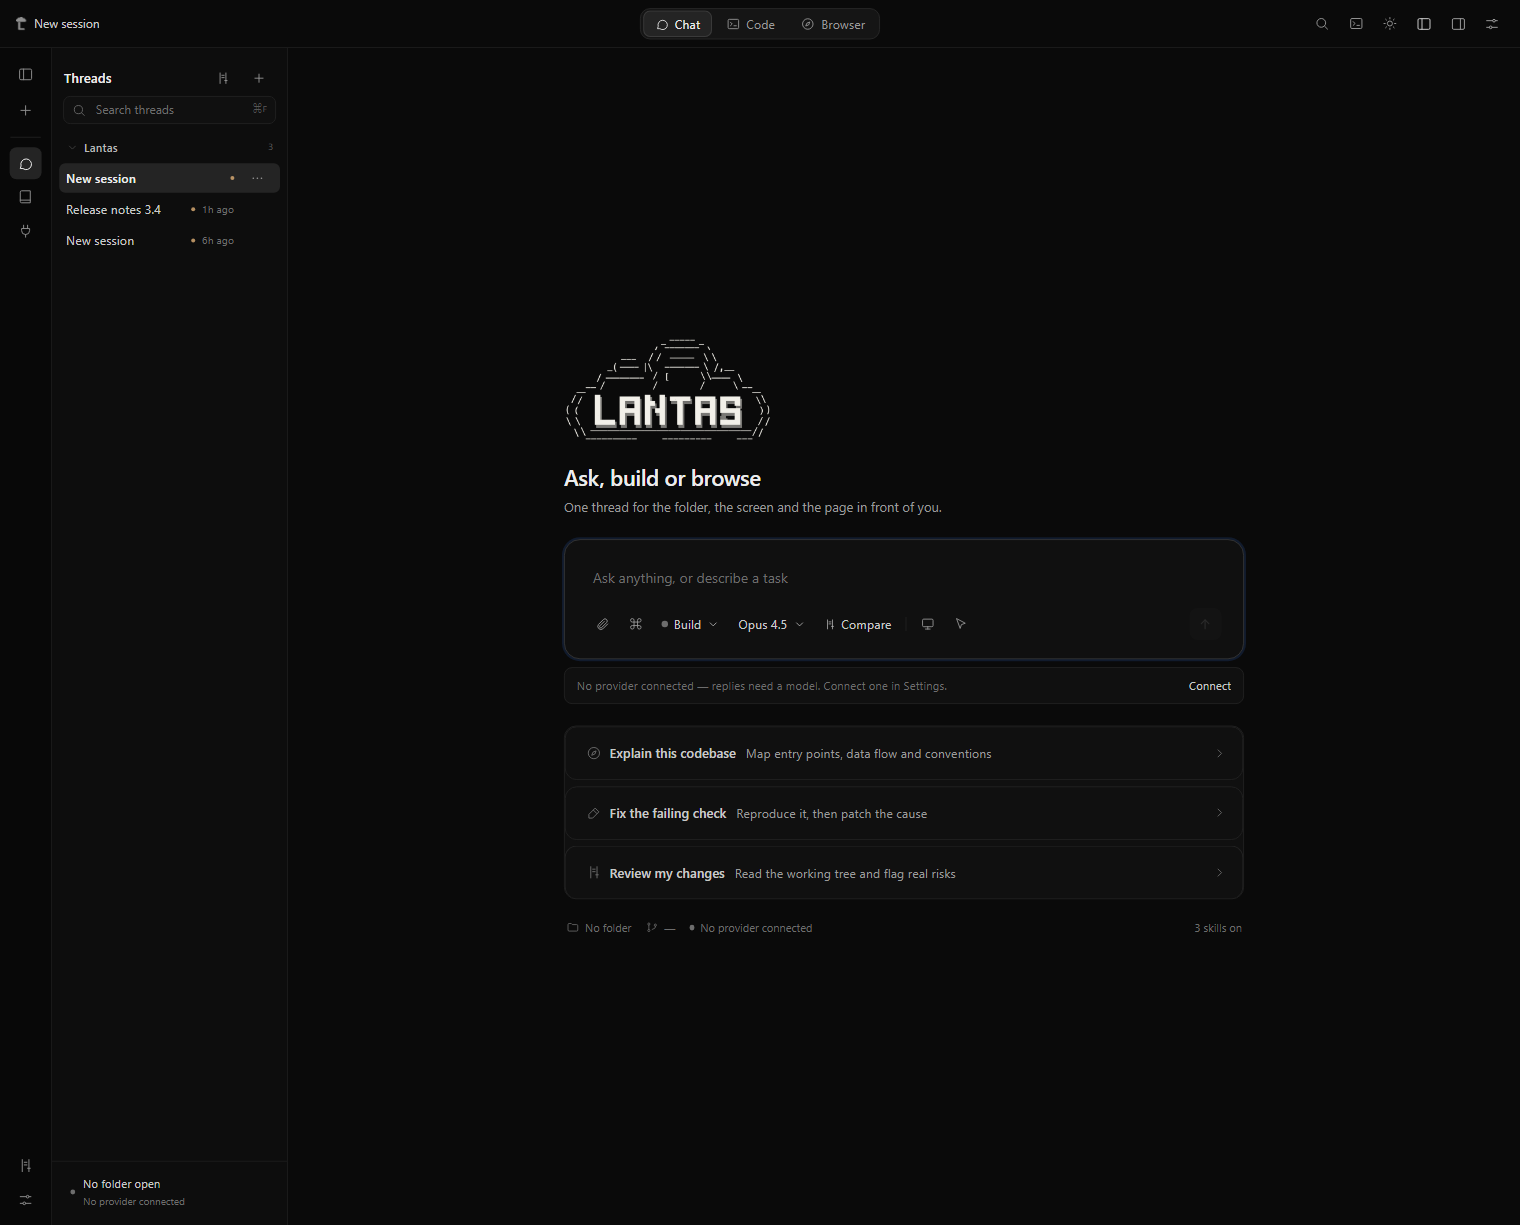 New session
Chat
Code
Browser
Threads
Search threads
⌘F
Lantas
3
New session
Release notes 3.4
1h ago
New session
6h ago
LANTAS
Ask, build or browse
One thread for the folder, the screen and the page in front of you.
Ask anything, or describe a task
Build
Opus 4.5
Compare
No provider connected — replies need a model. Connect one in Settings.
Connect
Explain this codebase Map entry points, data flow and conventions
Fix the failing check Reproduce it, then patch the cause
Review my changes Read the working tree and flag real risks
No folder
—
No provider connected
3 skills on
No folder open
No provider connected